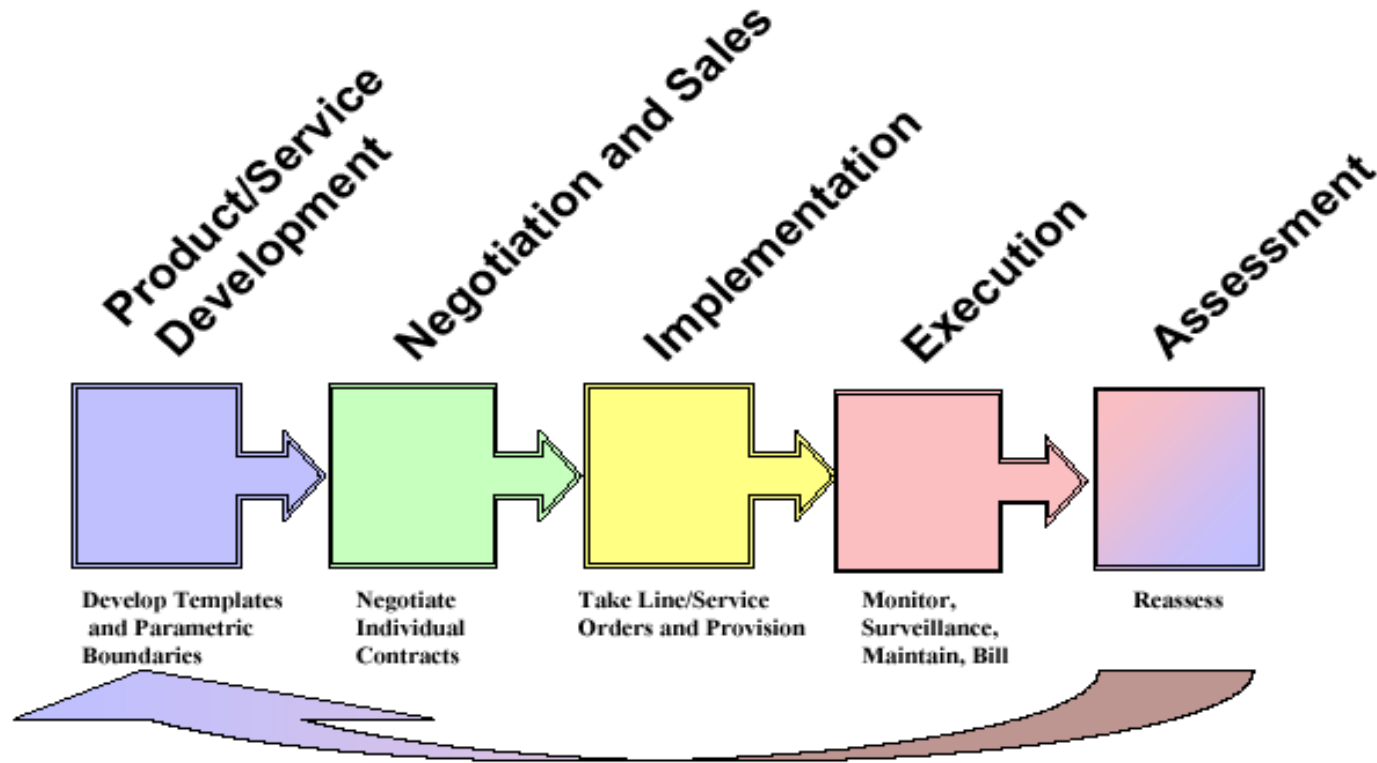 Product/Service
Development
Negotiation and Sales
Implementation
Execution
Assessment
Develop Templates
and Parametric
Boundaries
Negotiate
Individual
Contracts
Take Line/Service
Orders and Provision
Monitor,
Surveillance,
Maintain, Bill
Reassess